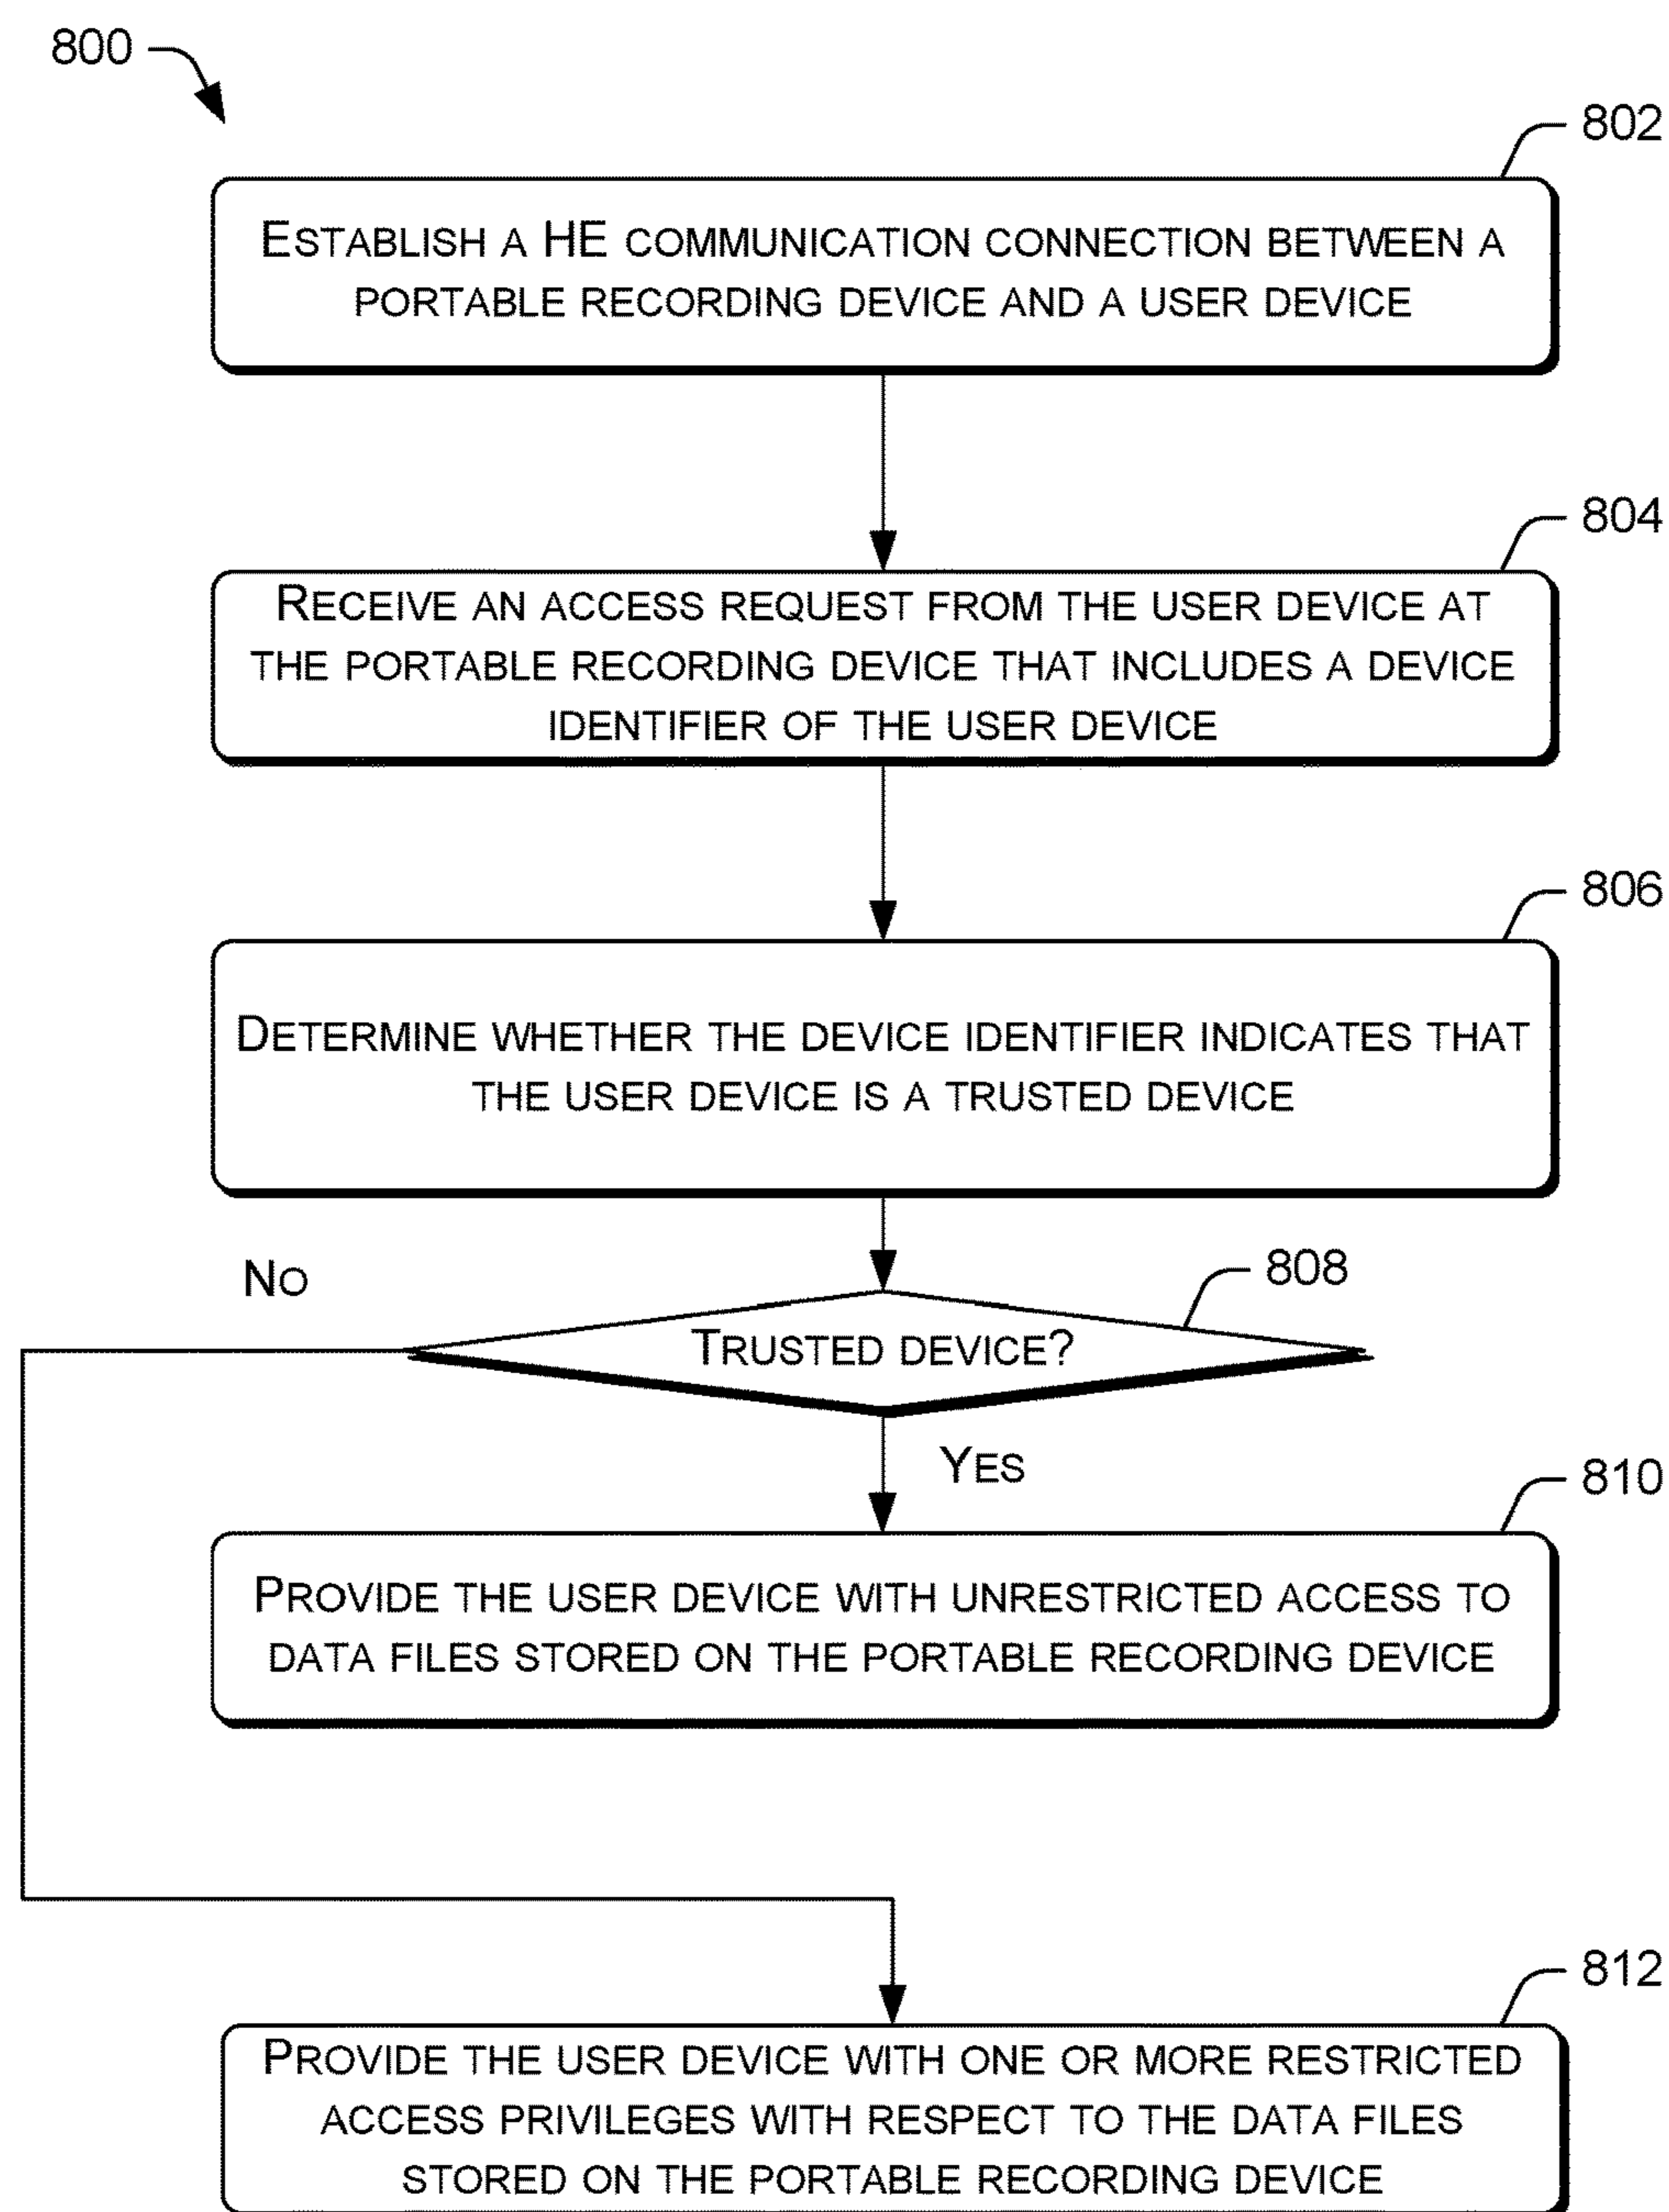 800
802
ESTABLISH A HE COMMUNICATION CONNECTION BETWEEN A
PORTABLE RECORDING DEVICE AND A USER DEVICE
804
RECEIVE AN ACCESS REQUEST FROM THE USER DEVICE AT
THE PORTABLE RECORDING DEVICE THAT INCLUDES A DEVICE
IDENTIFIER OF THE USER DEVICE
806
DETERMINE WHETHER THE DEVICE IDENTIFIER INDICATES THAT
THE USER DEVICE IS A TRUSTED DEVICE
NO
808
TRUSTED DEVICE?
YES
810
PROVIDE THE USER DEVICE WITH UNRESTRICTED ACCESS TO
DATA FILES STORED ON THE PORTABLE RECORDING DEVICE
812
PROVIDE THE USER DEVICE WITH ONE OR MORE RESTRICTED
ACCESS PRIVILEGES WITH RESPECT TO THE DATA FILES
STORED ON THE PORTABLE RECORDING DEVICE